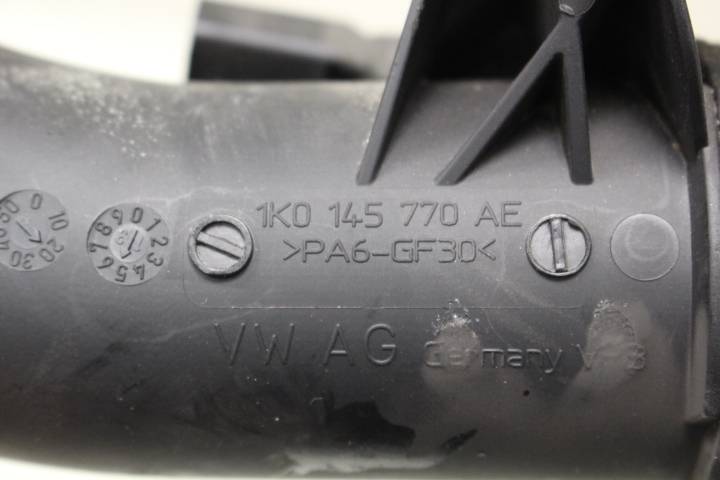 1K0 145 770 AE
>PA6-GF30<
VW AG Germany